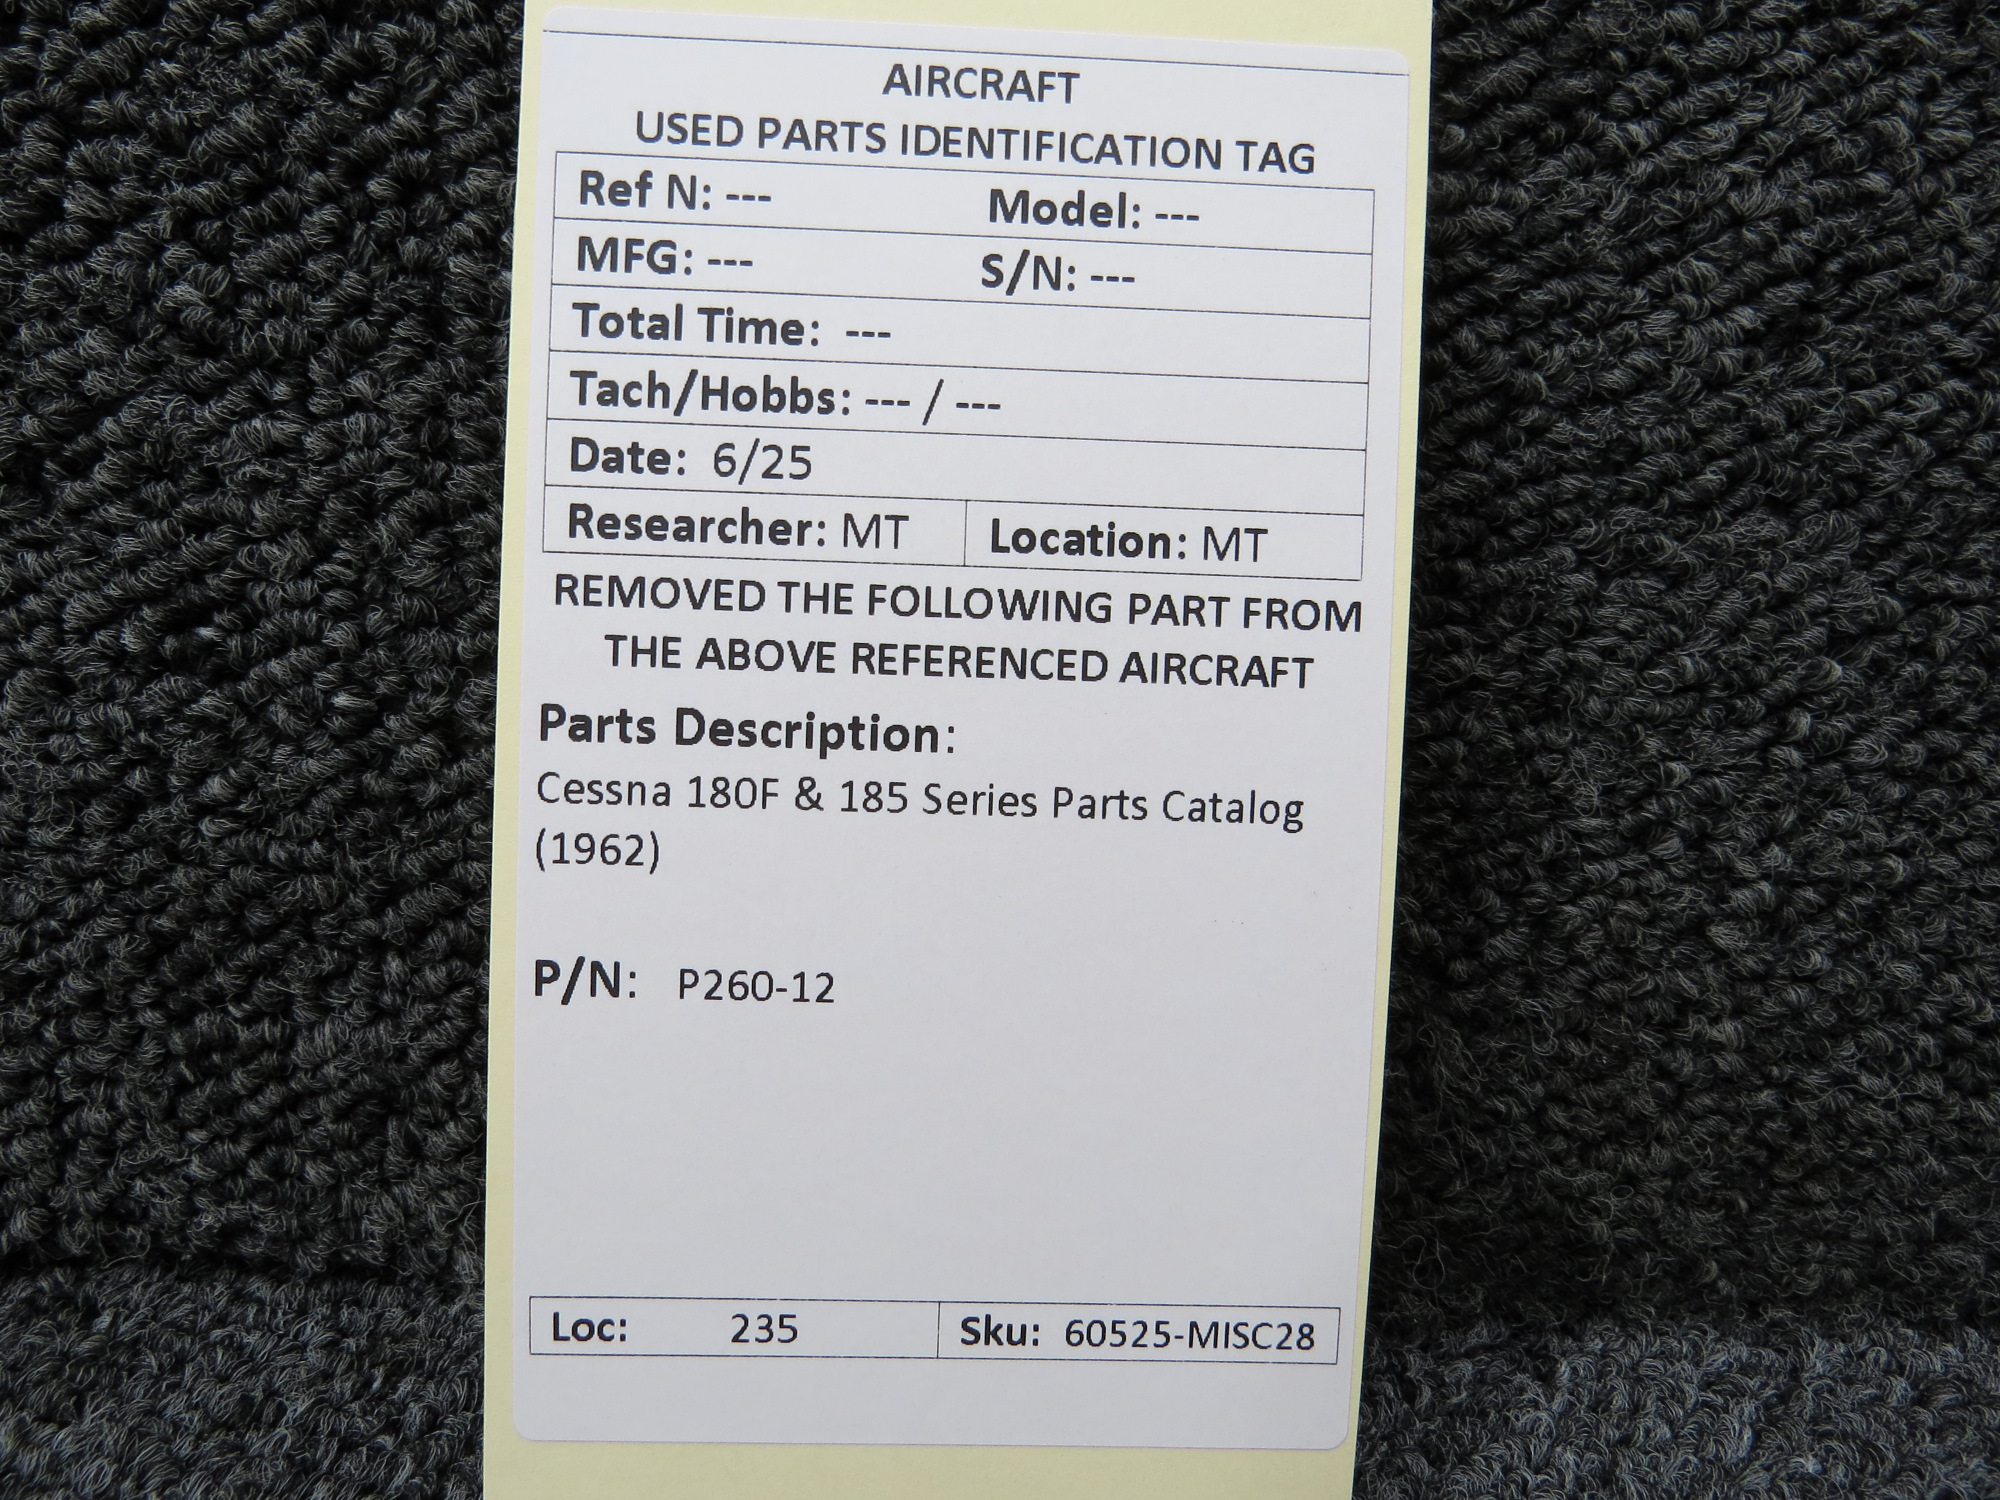 AIRCRAFT
USED PARTS IDENTIFICATION TAG
Ref N: --- Model: ---
MFG: --- S/N: ---
Total Time: ---
Tach/Hobbs: --- / ---
Date: 6/25
Researcher: MT Location: MT
REMOVED THE FOLLOWING PART FROM
THE ABOVE REFERENCED AIRCRAFT
Parts Description:
Cessna 180F & 185 Series Parts Catalog
(1962)
P/N: P260-12
Loc: 235 Sku: 60525-MISC28